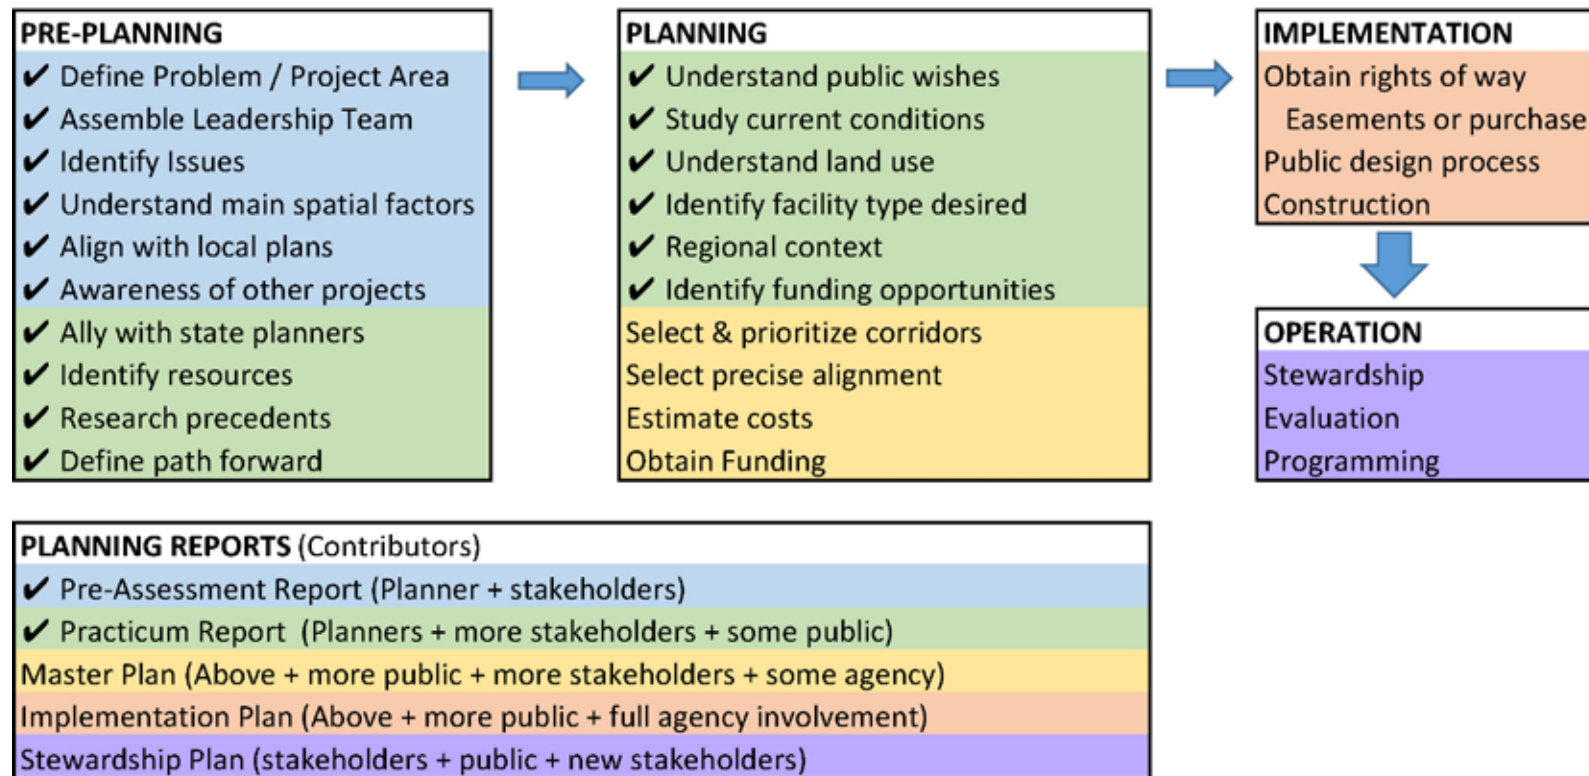 PRE-PLANNING
✔ Define Problem / Project Area
✔ Assemble Leadership Team
✔ Identify Issues
✔ Understand main spatial factors
✔ Align with local plans
✔ Awareness of other projects
✔ Ally with state planners
✔ Identify resources
✔ Research precedents
✔ Define path forward
PLANNING
✔ Understand public wishes
✔ Study current conditions
✔ Understand land use
✔ Identify facility type desired
✔ Regional context
✔ Identify funding opportunities
Select & prioritize corridors
Select precise alignment
Estimate costs
Obtain Funding
IMPLEMENTATION
Obtain rights of way
Easements or purchase
Public design process
Construction
OPERATION
Stewardship
Evaluation
Programming
PLANNING REPORTS (Contributors)
✔ Pre-Assessment Report (Planner + stakeholders)
✔ Practicum Report (Planners + more stakeholders + some public)
Master Plan (Above + more public + more stakeholders + some agency)
Implementation Plan (Above + more public + full agency involvement)
Stewardship Plan (stakeholders + public + new stakeholders)